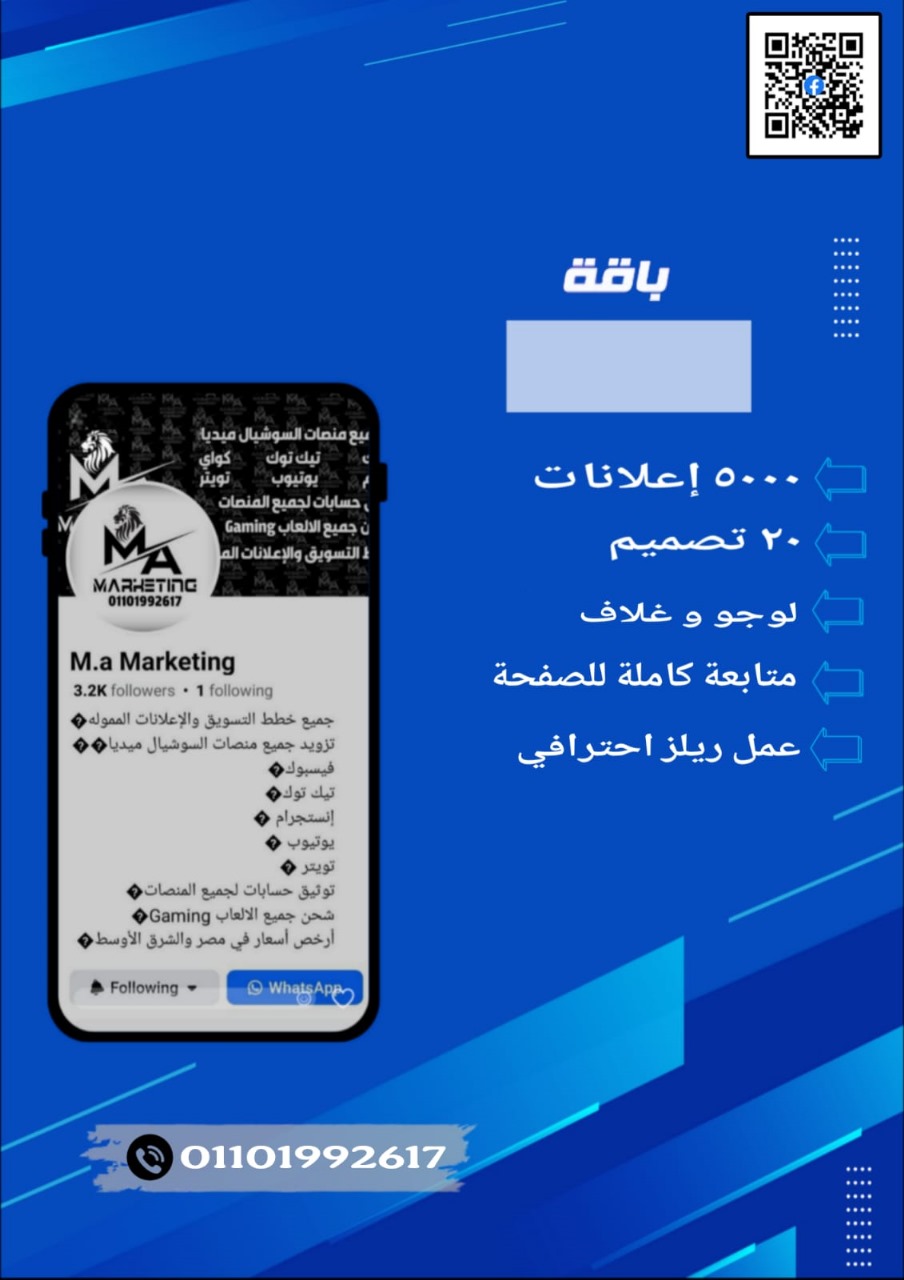 باقة
٥٠٠٠ إعلانات
٢٠ تصميم
لوجو و غلاف
متابعة كاملة للصفحة
عمل ريلز احترافي
منصات السوشيال ميديا
تيك توك كواي
يوتيوب تويتر
حسابات لجميع المنصات
جميع الالعاب Gaming
التسويق والإعلانات
MA
MARKETING
01101992617
M.a Marketing
3.2K followers • 1 following
جميع خطط التسويق والإعلانات المموله�
تزويد جميع منصات السوشيال ميديا��
فيسبوك�
تيك توك�
إنستجرام �
يوتيوب �
تويتر �
توثيق حسابات لجميع المنصات�
شحن جميع الالعاب Gaming�
أرخص أسعار في مصر والشرق الأوسط�
Following
WhatsApp
01101992617